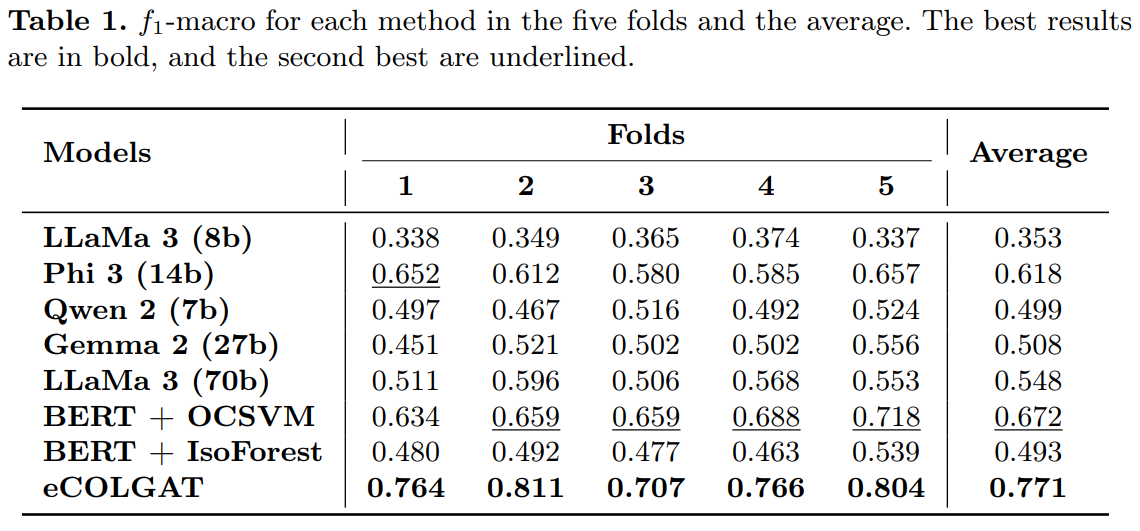 Table 1. f1-macro for each method in the five folds and the average. The best results
are in bold, and the second best are underlined.
Models Folds Average
1 2 3 4 5
LLaMa 3 (8b) 0.338 0.349 0.365 0.374 0.337 0.353
Phi 3 (14b) 0.652 0.612 0.580 0.585 0.657 0.618
Qwen 2 (7b) 0.497 0.467 0.516 0.492 0.524 0.499
Gemma 2 (27b) 0.451 0.521 0.502 0.502 0.556 0.508
LLaMa 3 (70b) 0.511 0.596 0.506 0.568 0.553 0.548
BERT + OCSVM 0.634 0.659 0.659 0.688 0.718 0.672
BERT + IsoForest 0.480 0.492 0.477 0.463 0.539 0.493
eCOLGAT 0.764 0.811 0.707 0.766 0.804 0.771